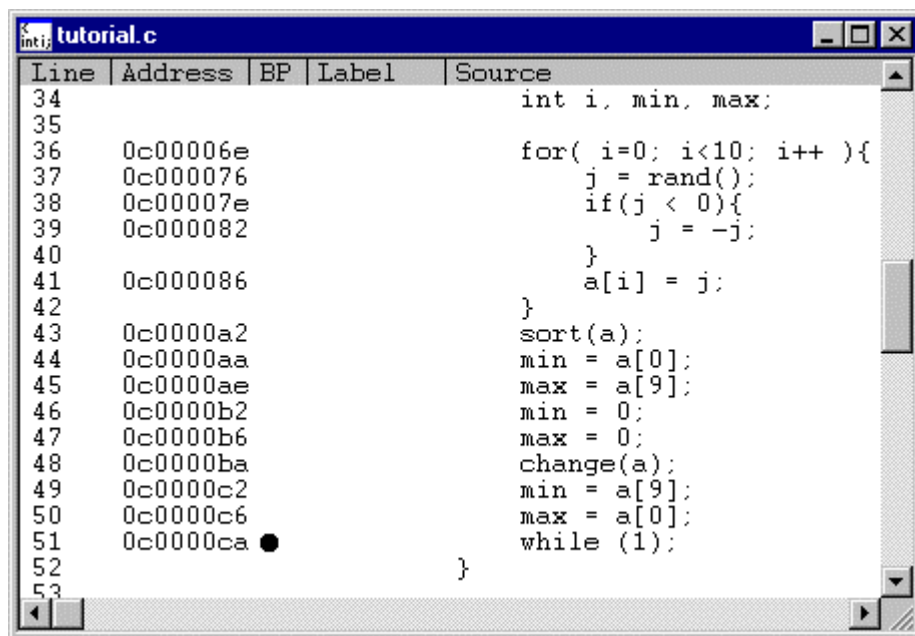 int i; tutorial.c
Line Address BP Label Source
34 int i, min, max;
35
36 0c00006e for( i=0; i<10; i++ ){
37 0c000076 j = rand();
38 0c00007e if(j < 0){
39 0c000082 j = -j;
40 }
41 0c000086 a[i] = j;
42 }
43 0c0000a2 sort(a);
44 0c0000aa min = a[0];
45 0c0000ae max = a[9];
46 0c0000b2 min = 0;
47 0c0000b6 max = 0;
48 0c0000ba change(a);
49 0c0000c2 min = a[9];
50 0c0000c6 max = a[0];
51 0c0000ca while (1);
52 }
53